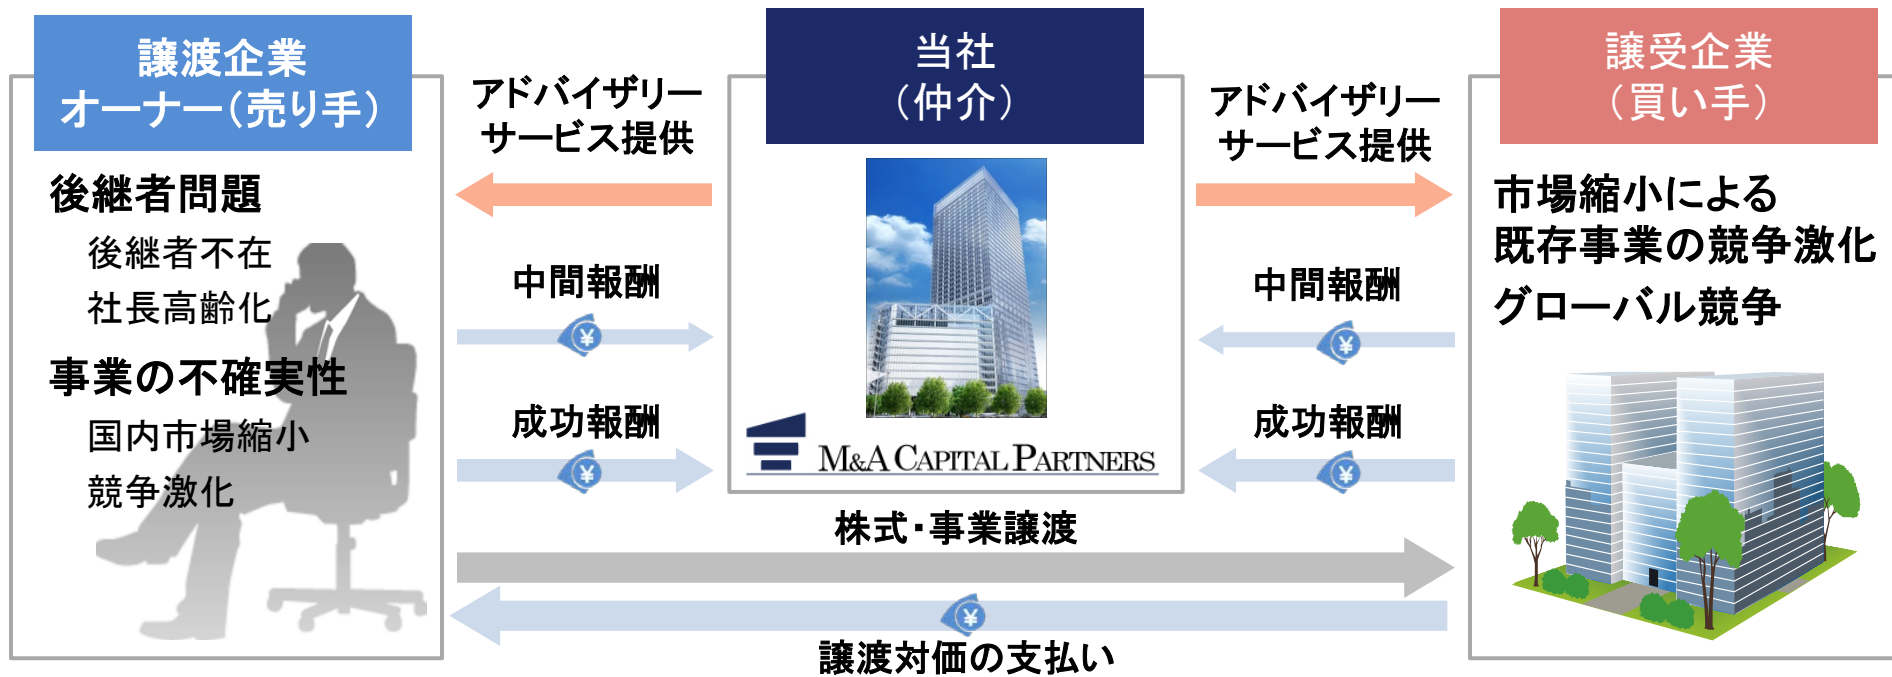 譲渡企業
オーナー（売り手）
後継者問題
後継者不在
社長高齢化
事業の不確実性
国内市場縮小
競争激化
アドバイザリー
サービス提供
中間報酬
¥
成功報酬
¥
当社
（仲介）
M&A CAPITAL PARTNERS
アドバイザリー
サービス提供
中間報酬
¥
成功報酬
¥
譲受企業
（買い手）
市場縮小による
既存事業の競争激化
グローバル競争
株式・事業譲渡
¥
譲渡対価の支払い